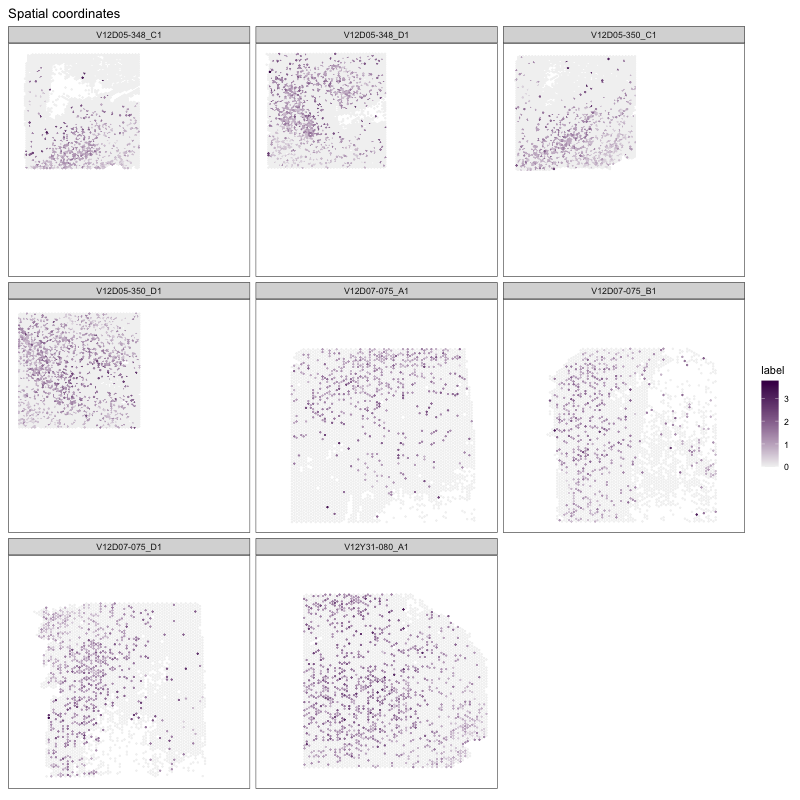 Spatial coordinates
V12D05-348_C1
V12D05-348_D1
V12D05-350_C1
V12D05-350_D1
V12D07-075_A1
V12D07-075_B1
label
3
2
1
0
V12D07-075_D1
V12Y31-080_A1